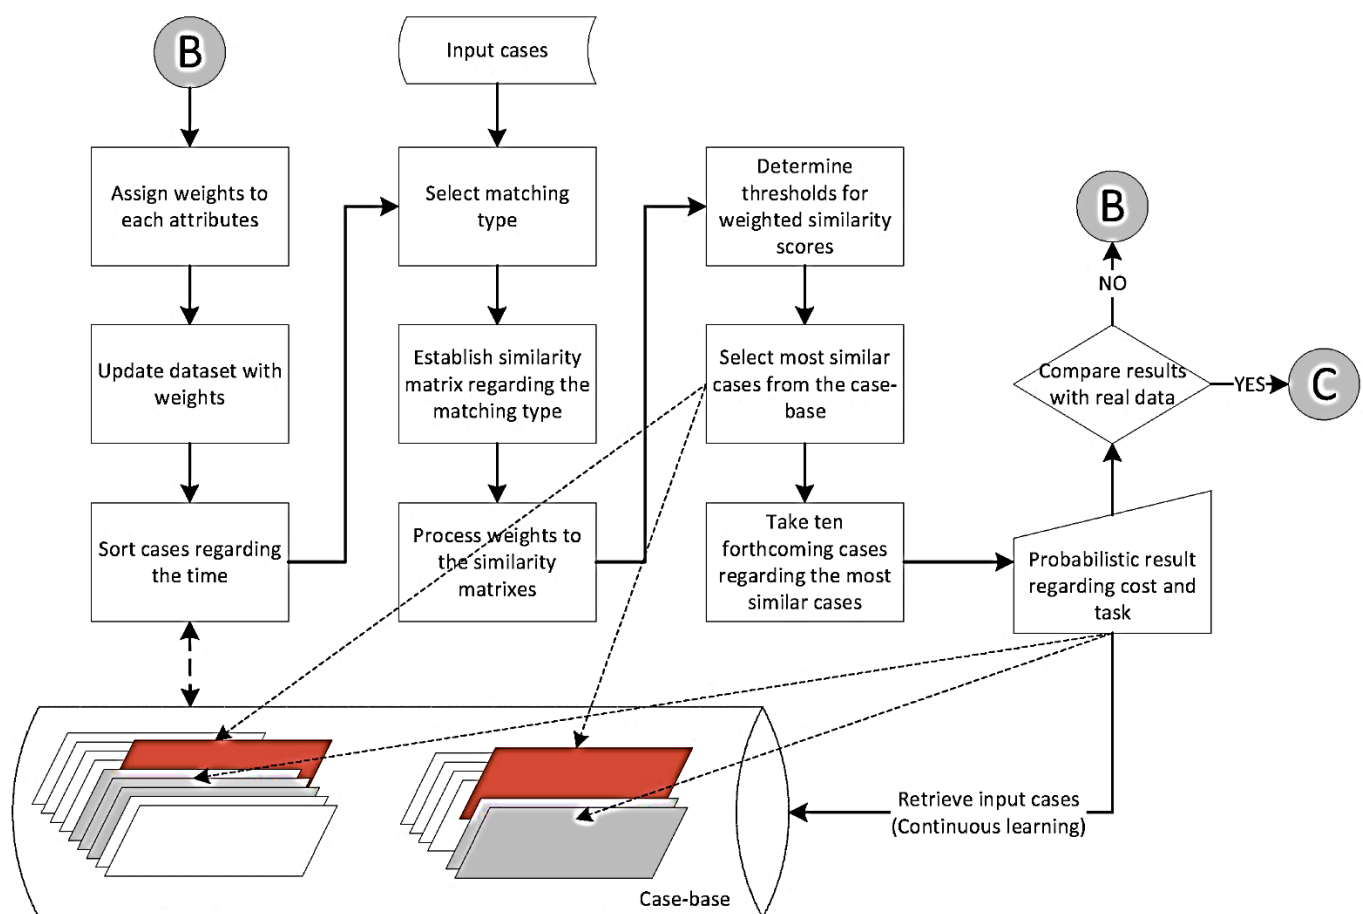 B
Assign weights to
each attributes
Update dataset with
weights
Sort cases regarding
the time
Input cases
Select matching
type
Establish similarity
matrix regarding the
matching type
Process weights to
the similarity
matrixes
Determine
thresholds for
weighted similarity
scores
Select most similar
cases from the case-
base
Take ten
forthcoming cases
regarding the most
similar cases
B
NO
Compare results
with real data
YES
C
Probabilistic result
regarding cost and
task
Retrieve input cases
(Continuous learning)
Case-base